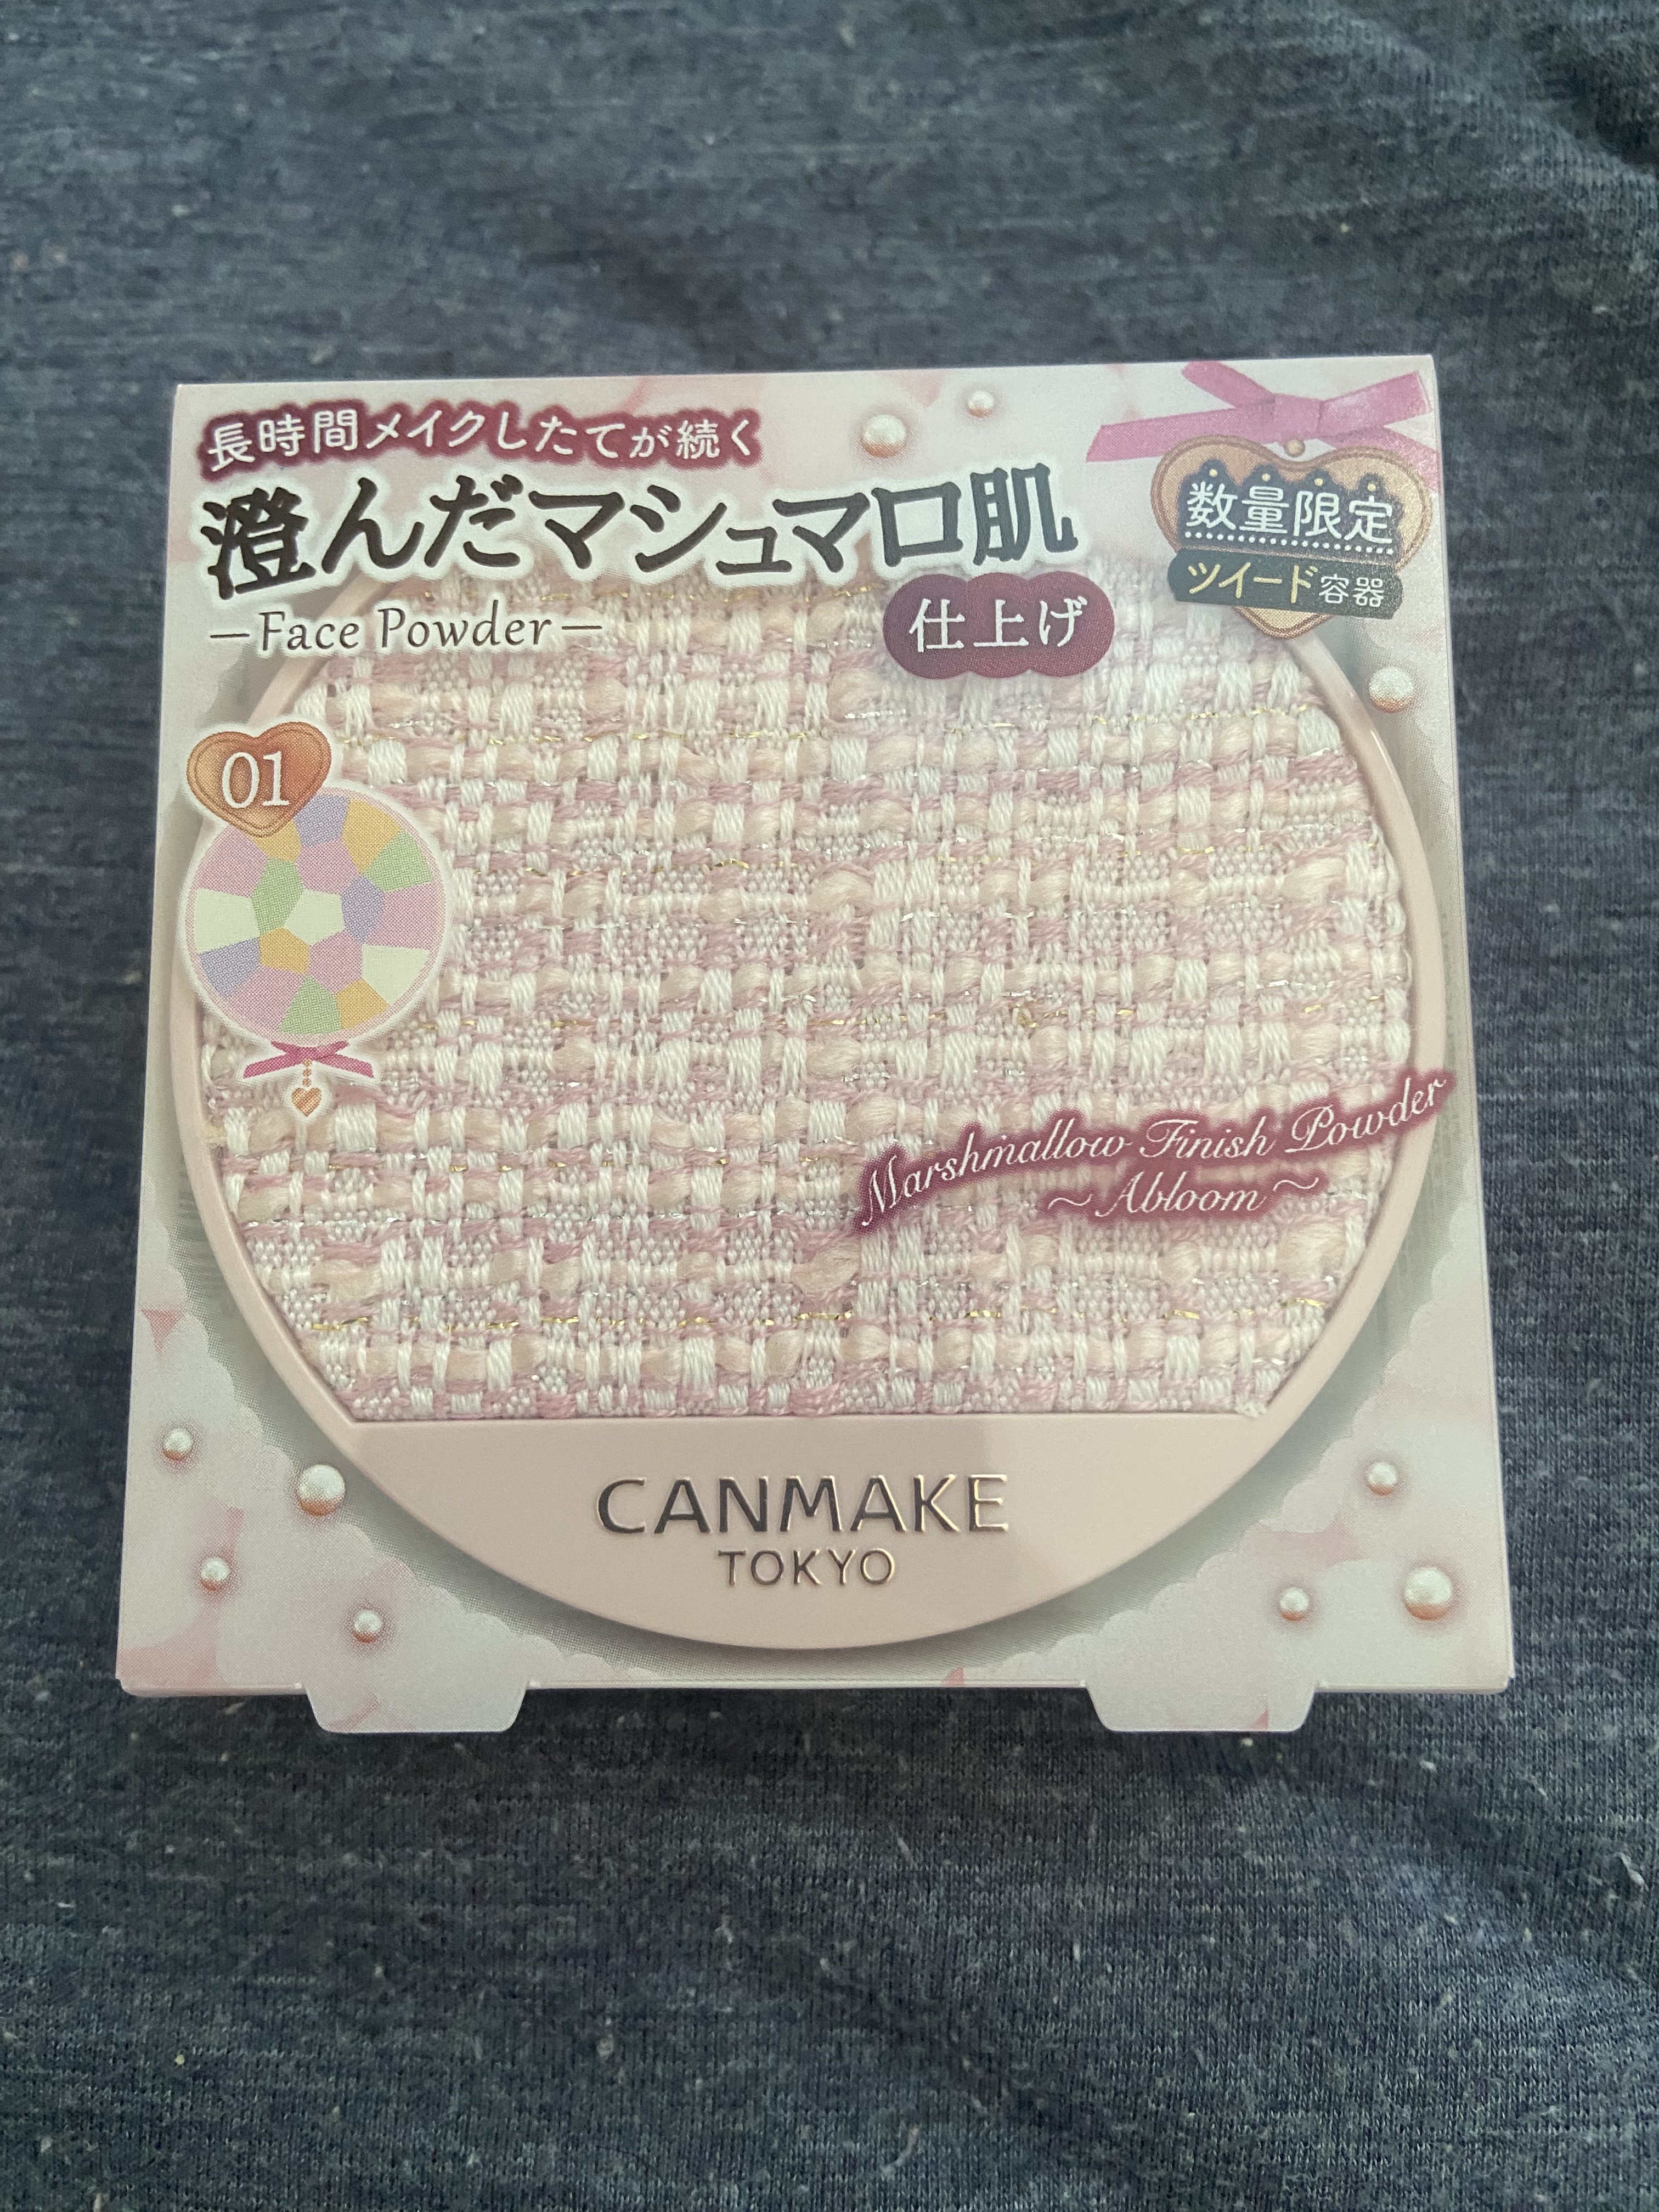 長時間メイクしたてが続く
澄んだマシュマロ肌
仕上げ
—Face Powder—
数量限定
ツイード容器
01
Marshmallow Finish Powder
～Abloom～
CANMAKE
TOKYO